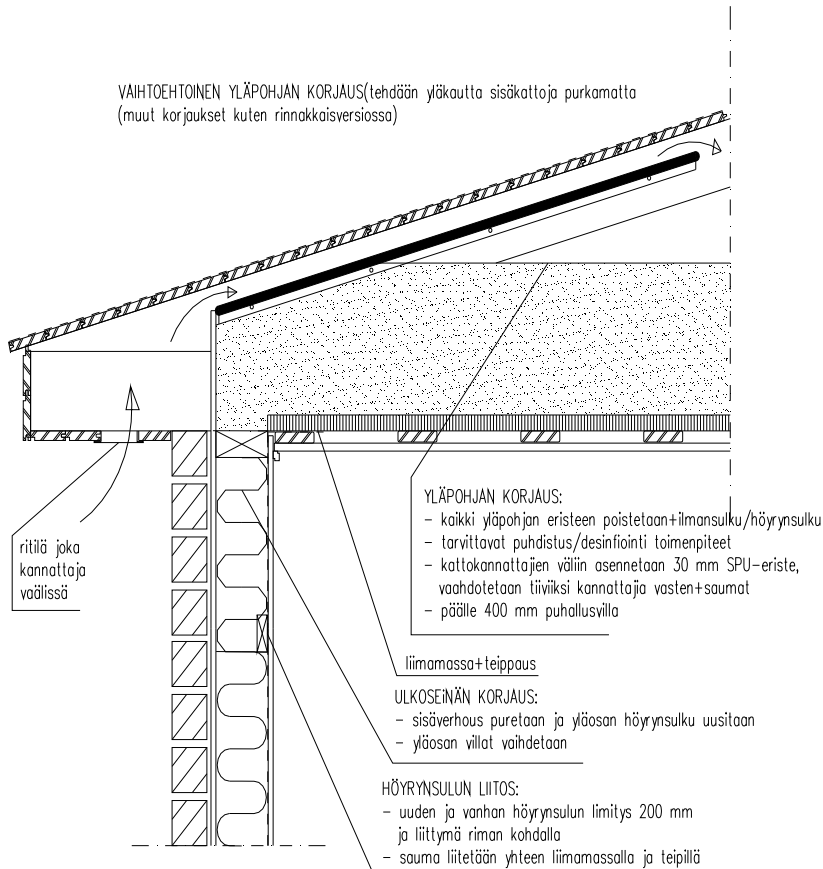 VAIHTOEHTOINEN YLÄPOHJAN KORJAUS(tehdään yläkautta sisäkattoja purkamatta
(muut korjaukset kuten rinnakkaisversiossa)
ritilä joka
kannattaja
vaälissä
YLÄPOHJAN KORJAUS:
- kaikki yläpohjan eristeen poistetaan+ilmansulku/höyrynsulku
- tarvittavat puhdistus/desinfiointi toimenpiteet
- kattokannattajien väliin asennetaan 30 mm SPU-eriste,
vaahdotetaan tiiviiksi kannattajia vasten+saumat
- päälle 400 mm puhallusvilla
liimamassa+teippaus
ULKOSEiNÄN KORJAUS:
- sisäverhous puretaan ja yläosan höyrynsulku uusitaan
- yläosan villat vaihdetaan
HÖYRYNSULUN LIITOS:
- uuden ja vanhan höyrynsulun limitys 200 mm
ja liittymä riman kohdalla
- sauma liitetään yhteen liimamassalla ja teipillä